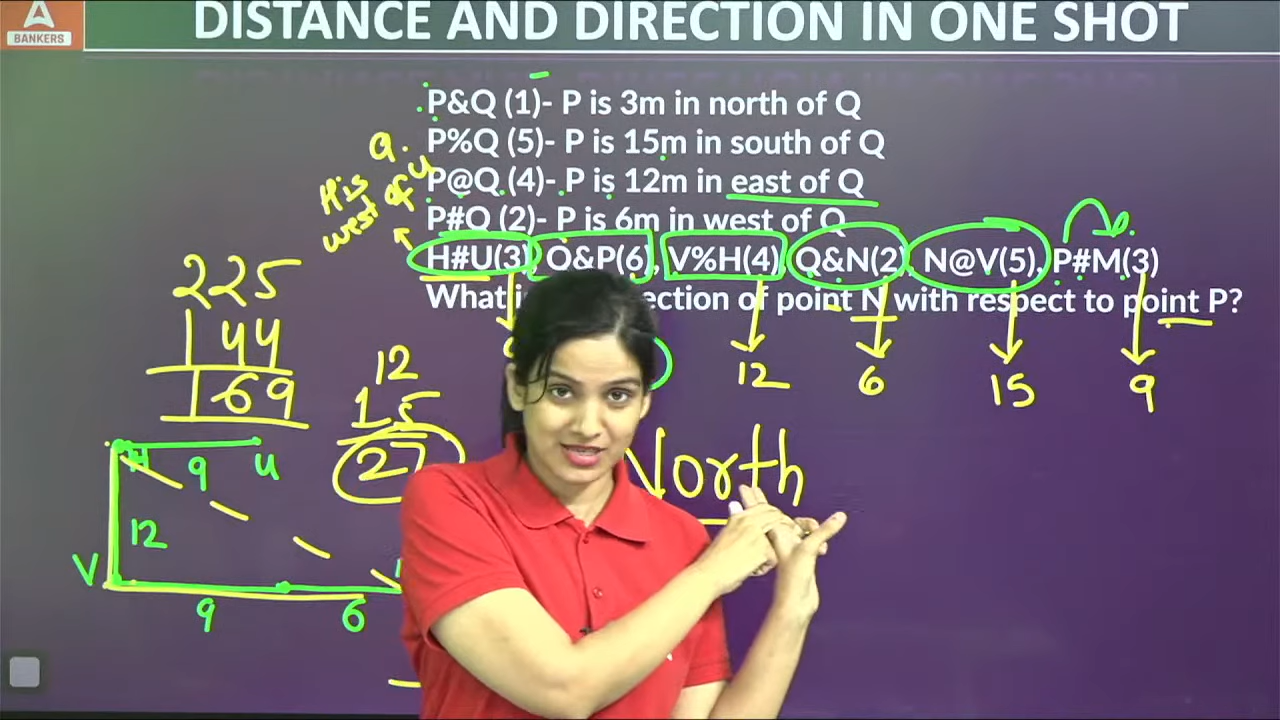 A
BANKERS
DISTANCE AND DIRECTION IN ONE SHOT
P&Q (1)- P is 3m in north of Q
P%Q (5)- P is 15m in south of Q
P@Q (4)- P is 12m in east of Q
P#Q (2)- P is 6m in west of Q
H#U(3), O&P(6), V%H(4), Q&N(2), N@V(5), P#M(3)
What of point N with respect to point P?
Q.
H is
west of U
225
144
169
12
15
27
12 6 15 9
North
H 9 U
12
V
9 6